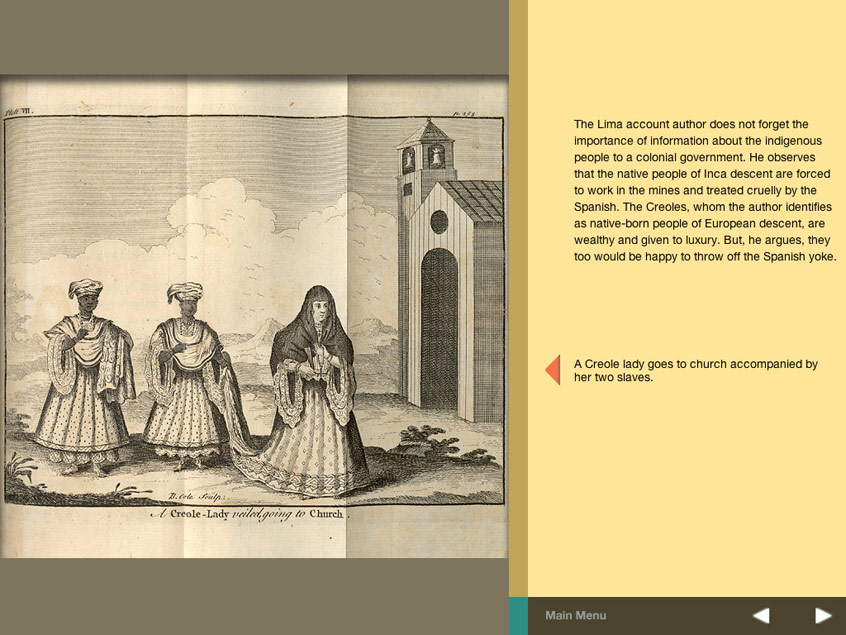 Plate VII.
p. 253
B. Cole Sculp:
A Creole-Lady veiled, going to Church.
The Lima account author does not forget the
importance of information about the indigenous
people to a colonial government. He observes
that the native people of Inca descent are forced
to work in the mines and treated cruelly by the
Spanish. The Creoles, whom the author identifies
as native-born people of European descent, are
wealthy and given to luxury. But, he argues, they
too would be happy to throw off the Spanish yoke.
A Creole lady goes to church accompanied by
her two slaves.
Main Menu